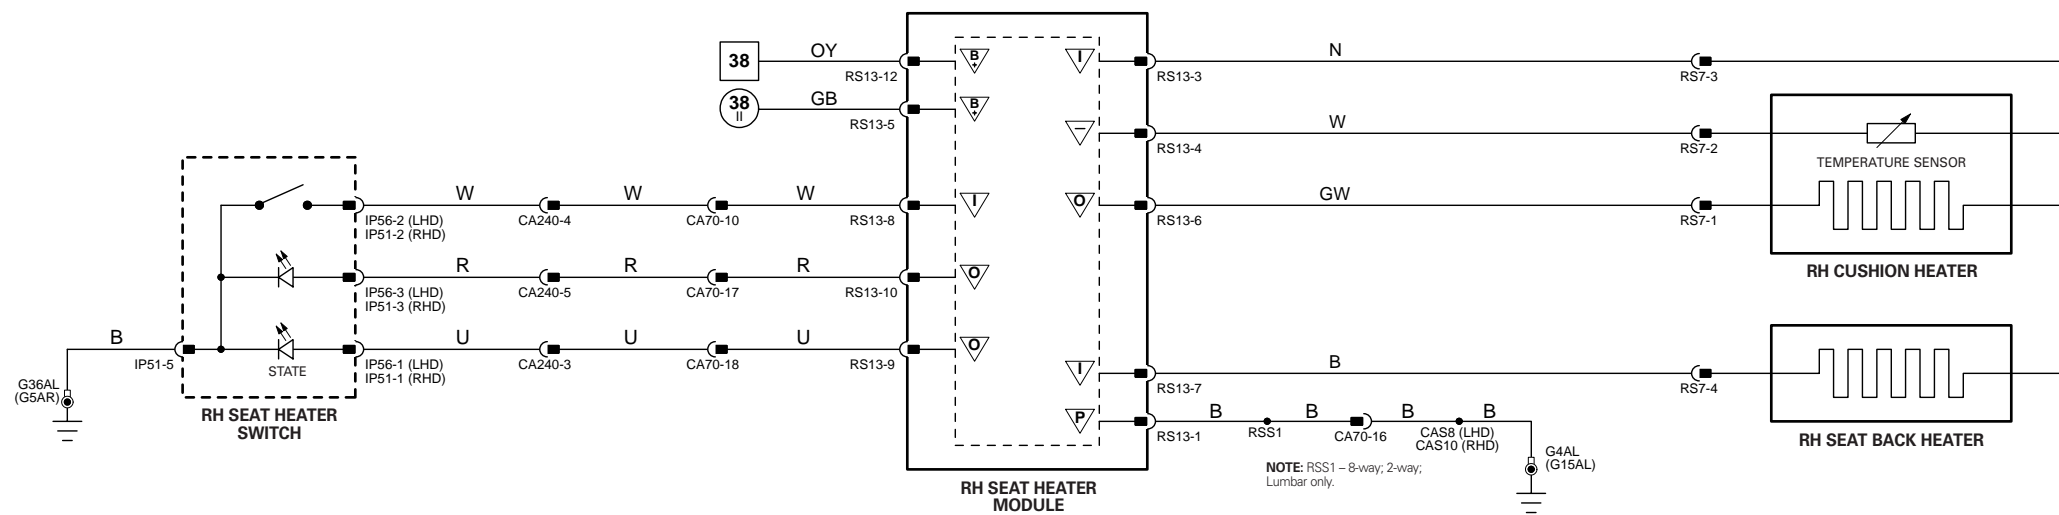 38
OY
RS13-12
B
+
I
RS13-3
N
RS7-3
38
II
GB
RS13-5
B
+
–
RS13-4
W
RS7-2
TEMPERATURE SENSOR
W
CA240-4
W
CA70-10
W
RS13-8
I
O
RS13-6
GW
RS7-1
IP56-2 (LHD)
IP51-2 (RHD)
RH CUSHION HEATER
R
CA240-5
R
CA70-17
R
RS13-10
O
IP56-3 (LHD)
IP51-3 (RHD)
B
IP51-5
STATE
U
CA240-3
U
CA70-18
U
RS13-9
O
IP56-1 (LHD)
IP51-1 (RHD)
I
RS13-7
B
RS7-4
G36AL
(G5AR)
RH SEAT HEATER
SWITCH
P
RS13-1
B
RSS1
B
CA70-16
B
CAS8 (LHD)
CAS10 (RHD)
B
G4AL
(G15AL)
RH SEAT BACK HEATER
NOTE: RSS1 – 8-way; 2-way;
Lumbar only.
RH SEAT HEATER
MODULE